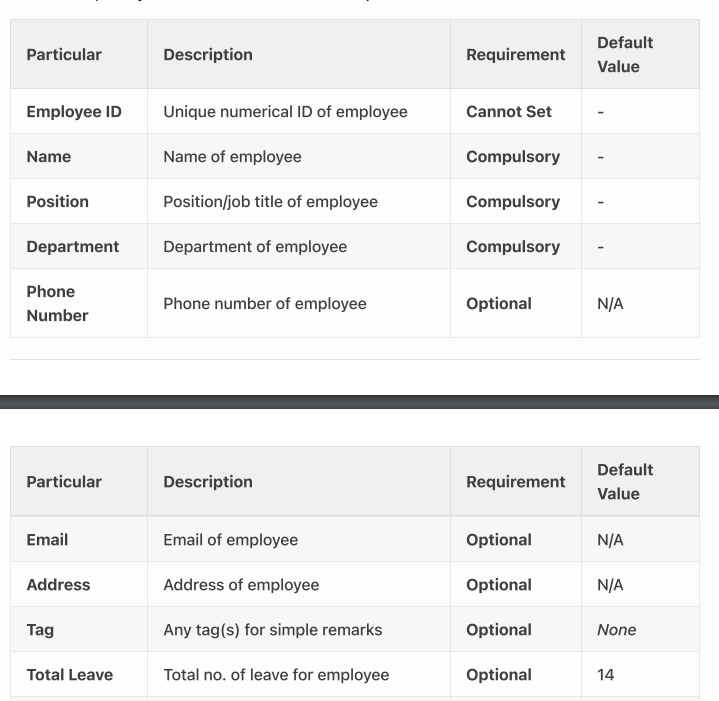 Particular Description Requirement Default Value
Employee ID Unique numerical ID of employee Cannot Set -
Name Name of employee Compulsory -
Position Position/job title of employee Compulsory -
Department Department of employee Compulsory -
Phone Number Phone number of employee Optional N/A
Particular Description Requirement Default Value
Email Email of employee Optional N/A
Address Address of employee Optional N/A
Tag Any tag(s) for simple remarks Optional None
Total Leave Total no. of leave for employee Optional 14